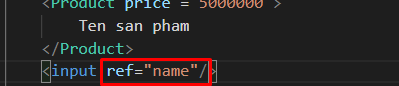 <Product price = 5000000 >
Ten san pham
</Product>
<input ref="name"/>